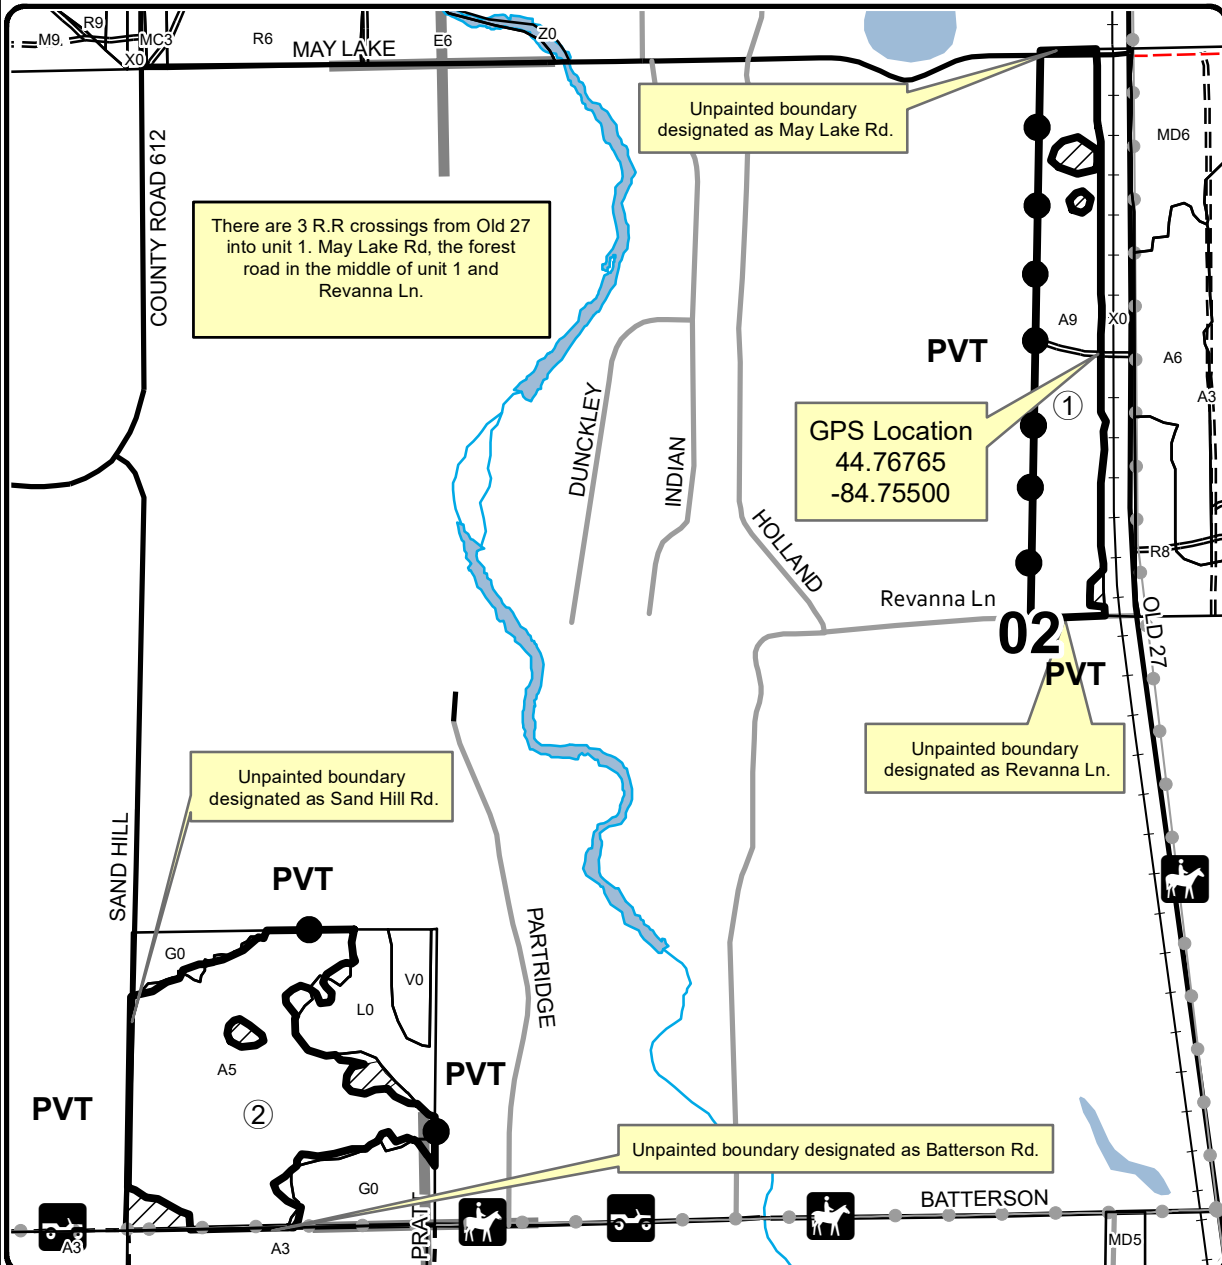 R9
M9
MC3
X0
R6
MAY LAKE
E6
Z0
Unpainted boundary
designated as May Lake Rd.
MD6
COUNTY ROAD 612
There are 3 R.R crossings from Old 27
into unit 1. May Lake Rd, the forest
road in the middle of unit 1 and
Revanna Ln.
A9
X0
PVT
A6
A3
1
DUNCKLEY
INDIAN
GPS Location
44.76765
-84.75500
HOLLAND
R8
Revanna Ln
02
OLD 27
PVT
Unpainted boundary
designated as Revanna Ln.
Unpainted boundary
designated as Sand Hill Rd.
SAND HILL
PVT
PARTRIDGE
G0
V0
L0
A5
PVT
PVT
2
Unpainted boundary designated as Batterson Rd.
G0
BATTERSON
PRATT
A3
A3
MD5